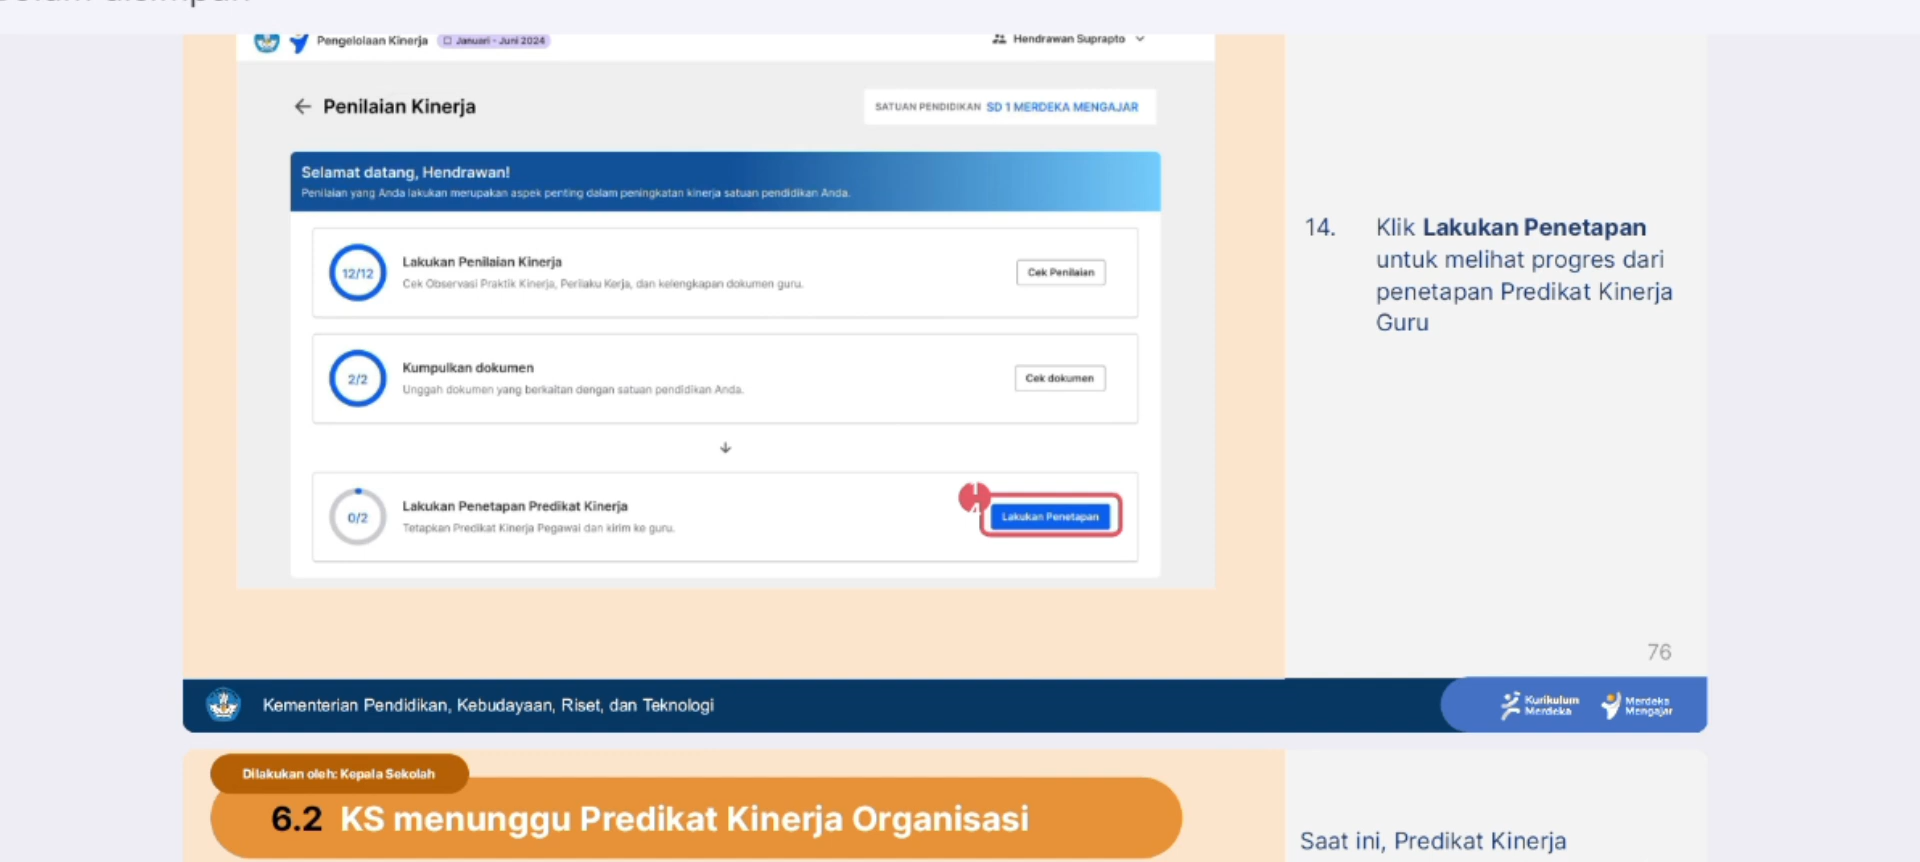 Pengelolaan Kinerja Januari - Juni 2024 Hendrawan Suprapto
← Penilaian Kinerja
SATUAN PENDIDIKAN SD 1 MERDEKA MENGAJAR
Selamat datang, Hendrawan!
Penilaian yang Anda lakukan merupakan aspek penting dalam peningkatan kinerja satuan pendidikan Anda.
12/12
Lakukan Penilaian Kinerja
Cek Observasi Praktik Kinerja, Perilaku Kerja, dan kelengkapan dokumen guru.
Cek Penilaian
2/2
Kumpulkan dokumen
Unggah dokumen yang berkaitan dengan satuan pendidikan Anda.
Cek dokumen
0/2
Lakukan Penetapan Predikat Kinerja
Tetapkan Predikat Kinerja Pegawai dan kirim ke guru.
14
Lakukan Penetapan
14. Klik Lakukan Penetapan
untuk melihat progres dari
penetapan Predikat Kinerja
Guru
76
Kementerian Pendidikan, Kebudayaan, Riset, dan Teknologi
Kurikulum
Merdeka
Merdeka
Mengajar
Dilakukan oleh: Kepala Sekolah
6.2 KS menunggu Predikat Kinerja Organisasi
Saat ini, Predikat Kinerja